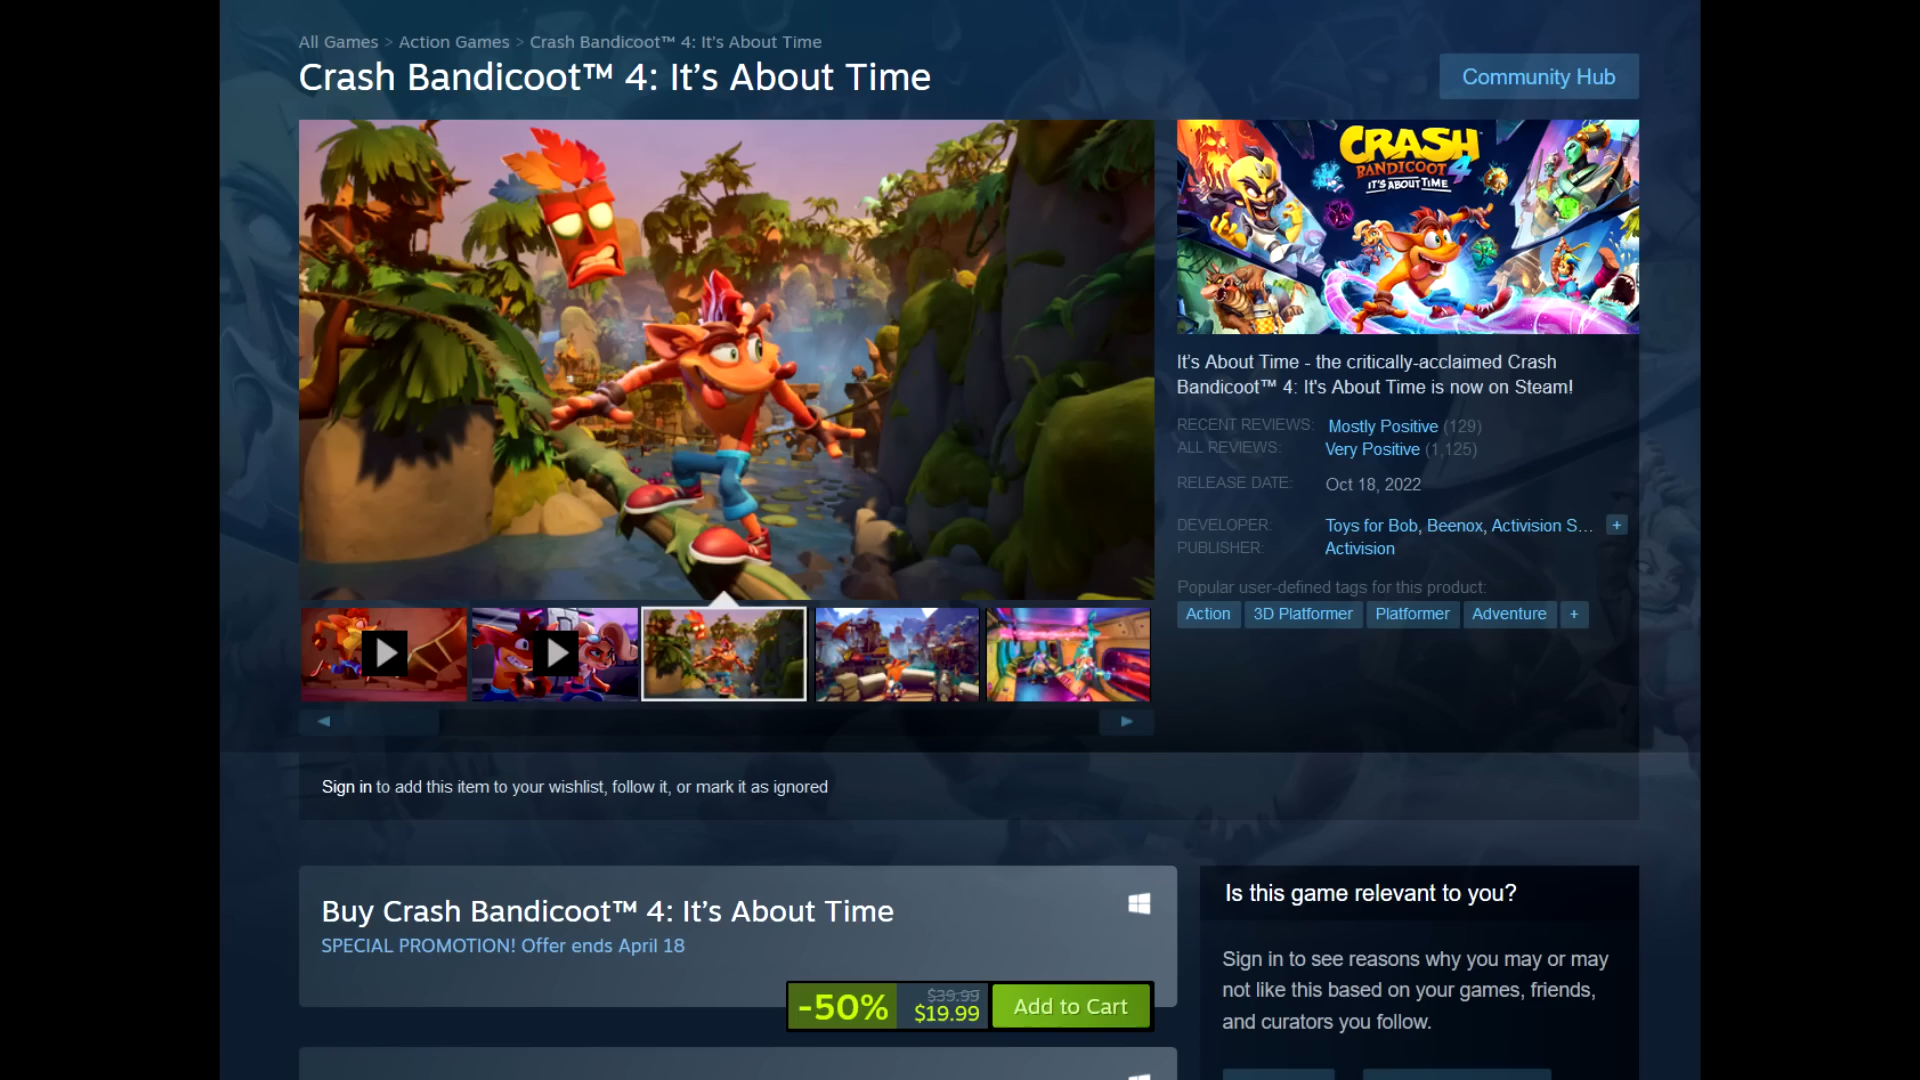 All Games > Action Games > Crash Bandicoot™ 4: It's About Time
Crash Bandicoot™ 4: It's About Time
Community Hub
CRASH
BANDICOOT 4
IT'S ABOUT TIME
N
It's About Time - the critically-acclaimed Crash
Bandicoot™ 4: It's About Time is now on Steam!
RECENT REVIEWS: Mostly Positive (129)
ALL REVIEWS: Very Positive (1,125)
RELEASE DATE: Oct 18, 2022
DEVELOPER: Toys for Bob, Beenox, Activision S... +
PUBLISHER: Activision
Popular user-defined tags for this product:
Action 3D Platformer Platformer Adventure +
Sign in to add this item to your wishlist, follow it, or mark it as ignored
Buy Crash Bandicoot™ 4: It's About Time
SPECIAL PROMOTION! Offer ends April 18
-50% $39.99 $19.99 Add to Cart
Is this game relevant to you?
Sign in to see reasons why you may or may
not like this based on your games, friends,
and curators you follow.